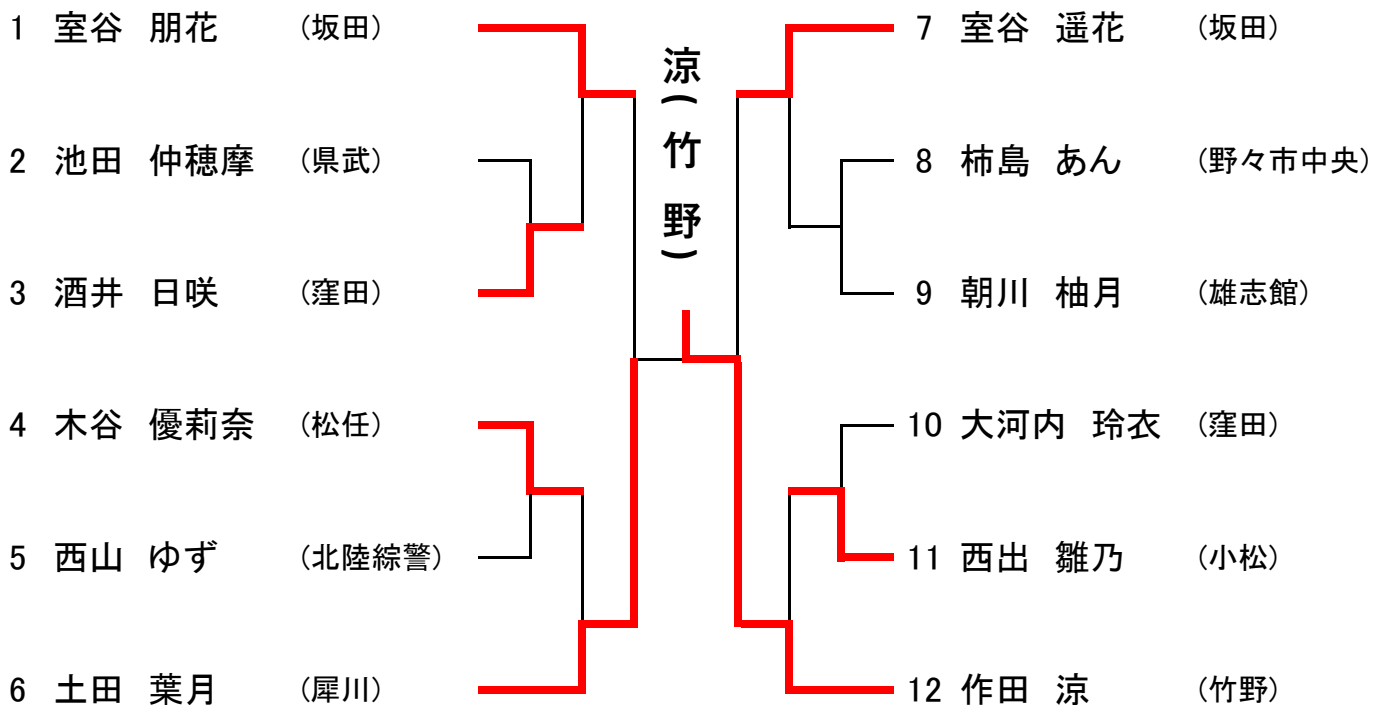 1 室谷 朋花 (坂田)
2 池田 仲穂摩 (県武)
3 酒井 日咲 (窪田)
4 木谷 優莉奈 (松任)
5 西山 ゆず (北陸綜警)
6 土田 葉月 (犀川)
涼(竹野)
7 室谷 遥花 (坂田)
8 柿島 あん (野々市中央)
9 朝川 柚月 (雄志館)
10 大河内 玲衣 (窪田)
11 西出 雛乃 (小松)
12 作田 涼 (竹野)